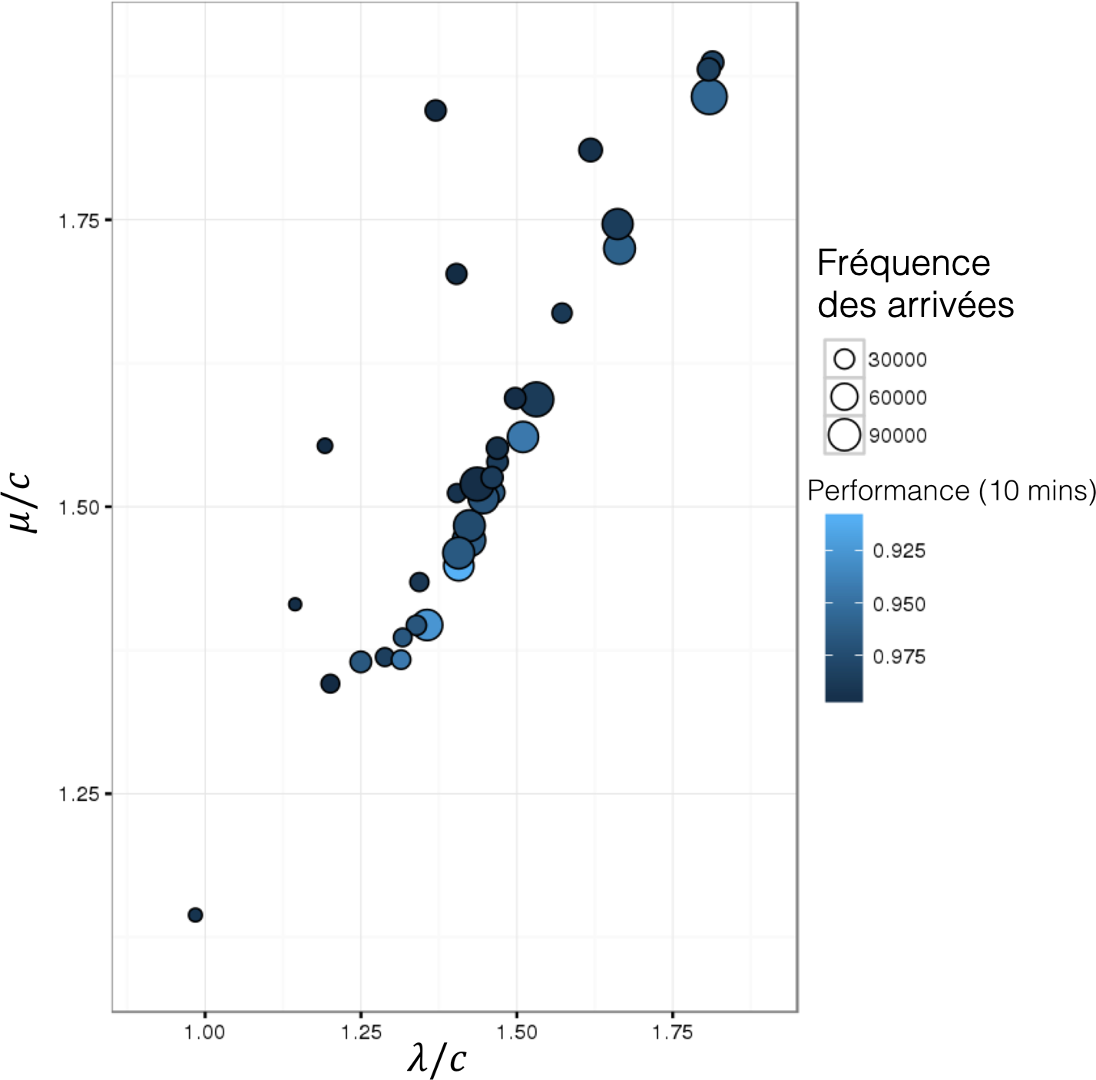 μ/c
1.75
1.50
1.25
1.00
1.25
1.50
1.75
λ/c
Fréquence
des arrivées
30000
60000
90000
Performance (10 mins)
0.925
0.950
0.975